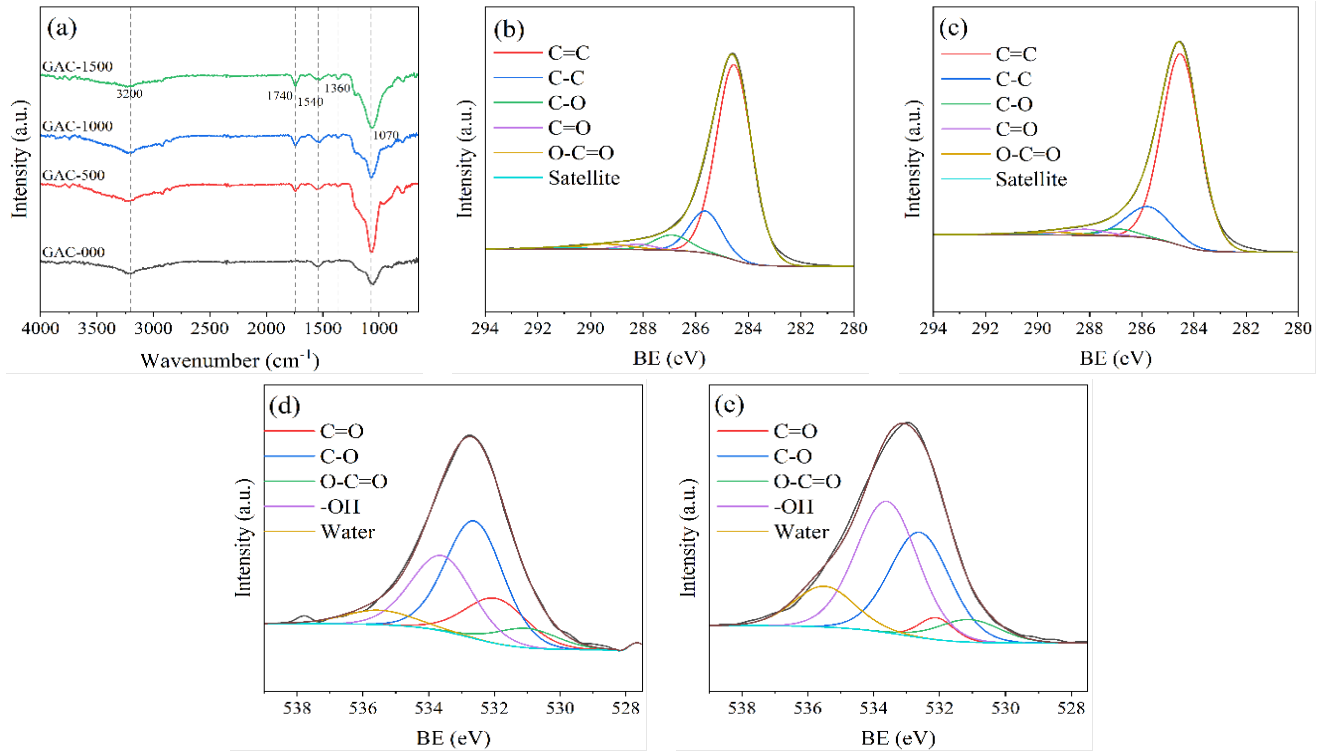 (a)
GAC-1500
3200
1740
1540
1360
GAC-1000
1070
GAC-500
GAC-000
Intensity (a.u.)
4000 3500 3000 2500 2000 1500 1000
Wavenumber (cm⁻¹)
(b)
C=C
C-C
C-O
C=O
O-C=O
Satellite
Intensity (a.u.)
294 292 290 288 286 284 282 280
BE (eV)
(c)
C=C
C-C
C-O
C=O
O-C=O
Satellite
Intensity (a.u.)
294 292 290 288 286 284 282 280
BE (eV)
(d)
C=O
C-O
O-C=O
-OH
Water
Intensity (a.u.)
538 536 534 532 530 528
BE (eV)
(e)
C=O
C-O
O-C=O
-OH
Water
Intensity (a.u.)
538 536 534 532 530 528
BE (eV)